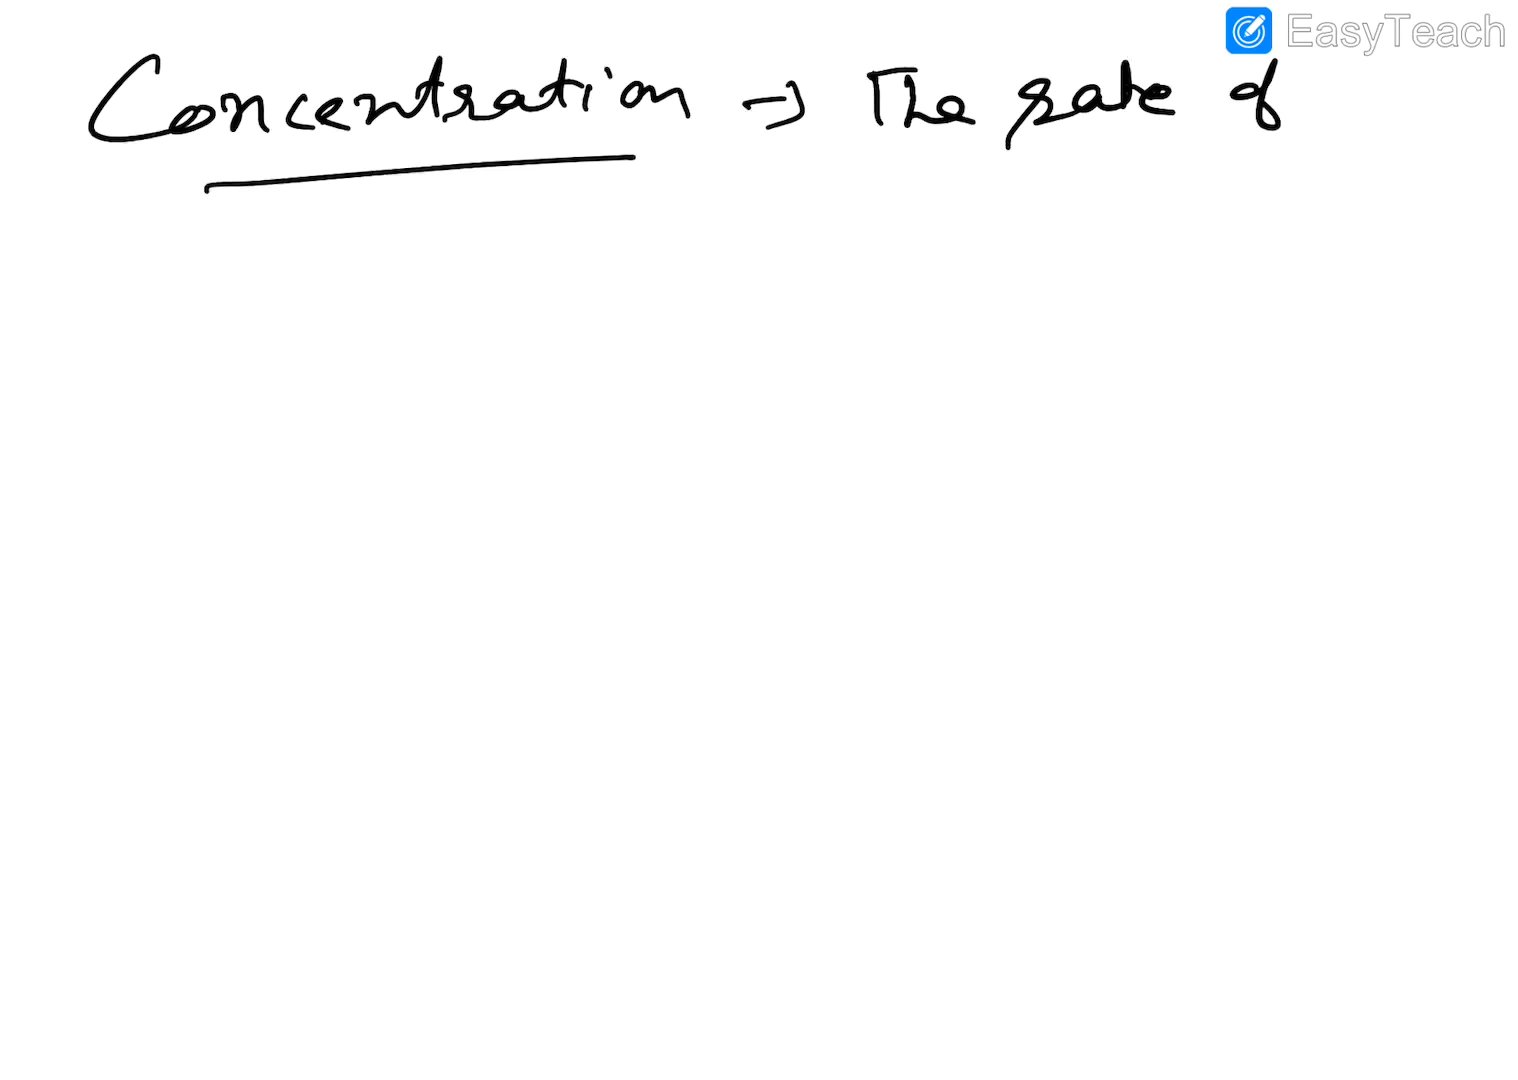 EasyTeach
Concentration → The rate of